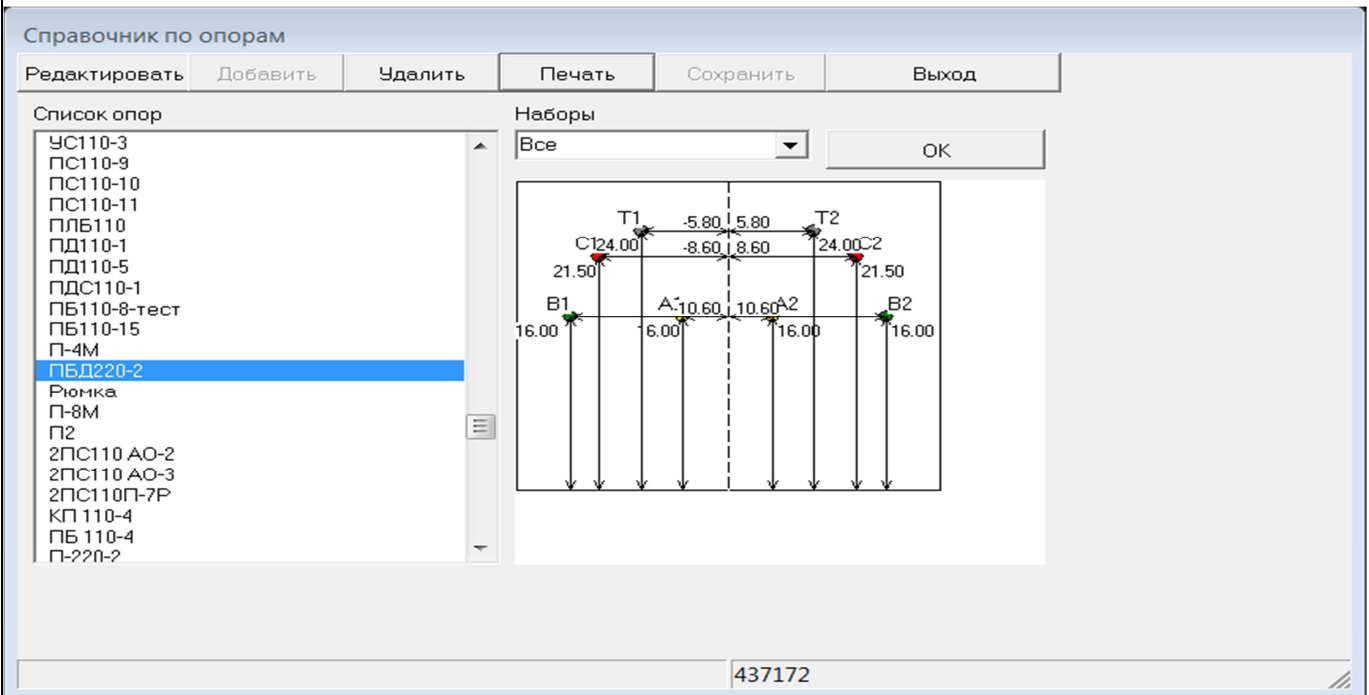 Справочник по опорам
Редактировать Добавить Удалить Печать Сохранить Выход
Список опор
Наборы
УС110-3
ПС110-9
ПС110-10
ПС110-11
ПЛБ110
ПД110-1
ПД110-5
ПДС110-1
ПБ110-8-тест
ПБ110-15
П-4М
ПБД220-2
Рюмка
П-8М
П2
2ПС110 АО-2
2ПС110 АО-3
2ПС110П-7Р
КП 110-4
ПБ 110-4
П-220-2
Все
OK
T1 -5.80 5.80 T2
C1 24.00 -8.60 8.60 24.00 C2
21.50 21.50
B1 10.60 10.60 A2 B2
16.00 16.00 16.00
437172